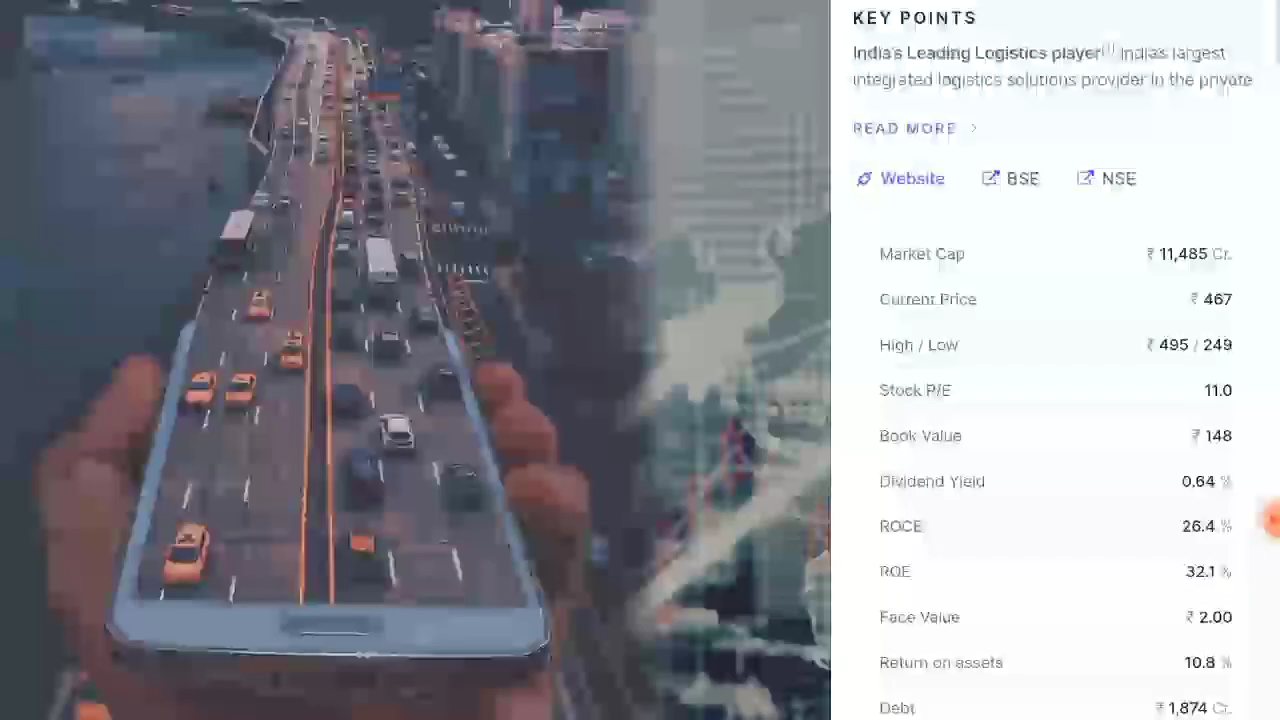 KEY POINTS
India's Leading Logistics player[1] India's largest
integrated logistics solutions provider in the private
READ MORE >
Website BSE NSE
Market Cap ₹ 11,485 Cr.
Current Price ₹ 467
High / Low ₹ 495 / 249
Stock P/E 11.0
Book Value ₹ 148
Dividend Yield 0.64 %
ROCE 26.4 %
ROE 32.1 %
Face Value ₹ 2.00
Return on assets 10.8 %
Debt ₹ 1,874 Cr.